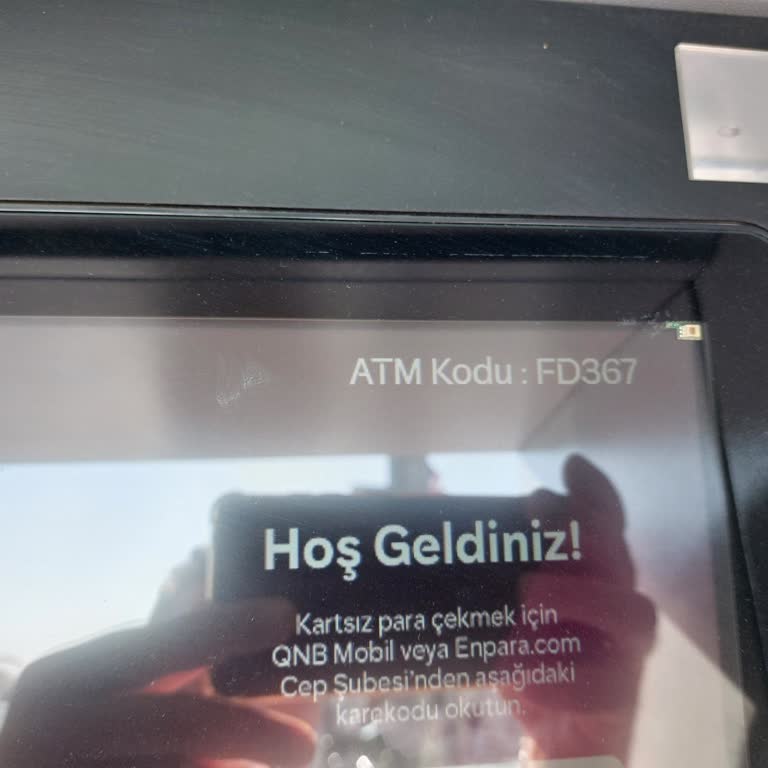 ATM Kodu : FD367
Hoş Geldiniz!
Kartsız para çekmek için
QNB Mobil veya Enpara.com
Cep Şubesi'nden aşağıdaki
karekodu okutun.